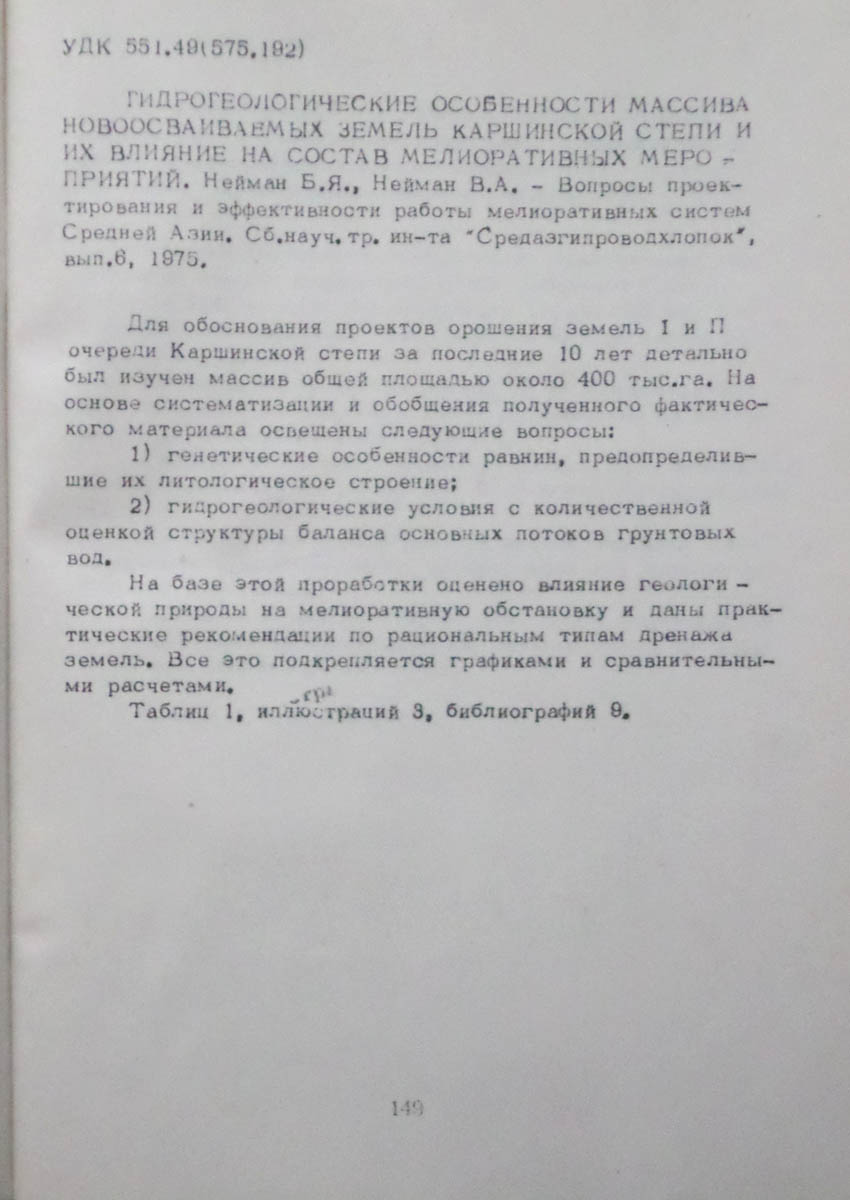 УДК 551.49(575.192)
ГИДРОГЕОЛОГИЧЕСКИЕ ОСОБЕННОСТИ МАССИВА
НОВООСВАИВАЕМЫХ ЗЕМЕЛЬ КАРШИНСКОЙ СТЕПИ И
ИХ ВЛИЯНИЕ НА СОСТАВ МЕЛИОРАТИВНЫХ МЕРО -
ПРИЯТИЙ. Нейман Б.Я., Нейман В.А. - Вопросы проек-
тирования и эффективности работы мелиоративных систем
Средней Азии. Сб.науч.тр. ин-та "Средазгипроводхлопок",
вып.6, 1975.
Для обоснования проектов орошения земель I и П
очереди Каршинской степи за последние 10 лет детально
был изучен массив общей площадью около 400 тыс.га. На
основе систематизации и обобщения полученного фактичес-
кого материала освещены следующие вопросы:
1) генетические особенности равнин, предопределив-
шие их литологическое строение;
2) гидрогеологические условия с количественной
оценкой структуры баланса основных потоков грунтовых
вод.
На базе этой проработки оценено влияние геологи -
ческой природы на мелиоративную обстановку и даны прак-
тические рекомендации по рациональным типам дренажа
земель. Все это подкрепляется графиками и сравнительны-
ми расчетами.
Таблиц 1, иллюстраций 3, библиографий 9.
149